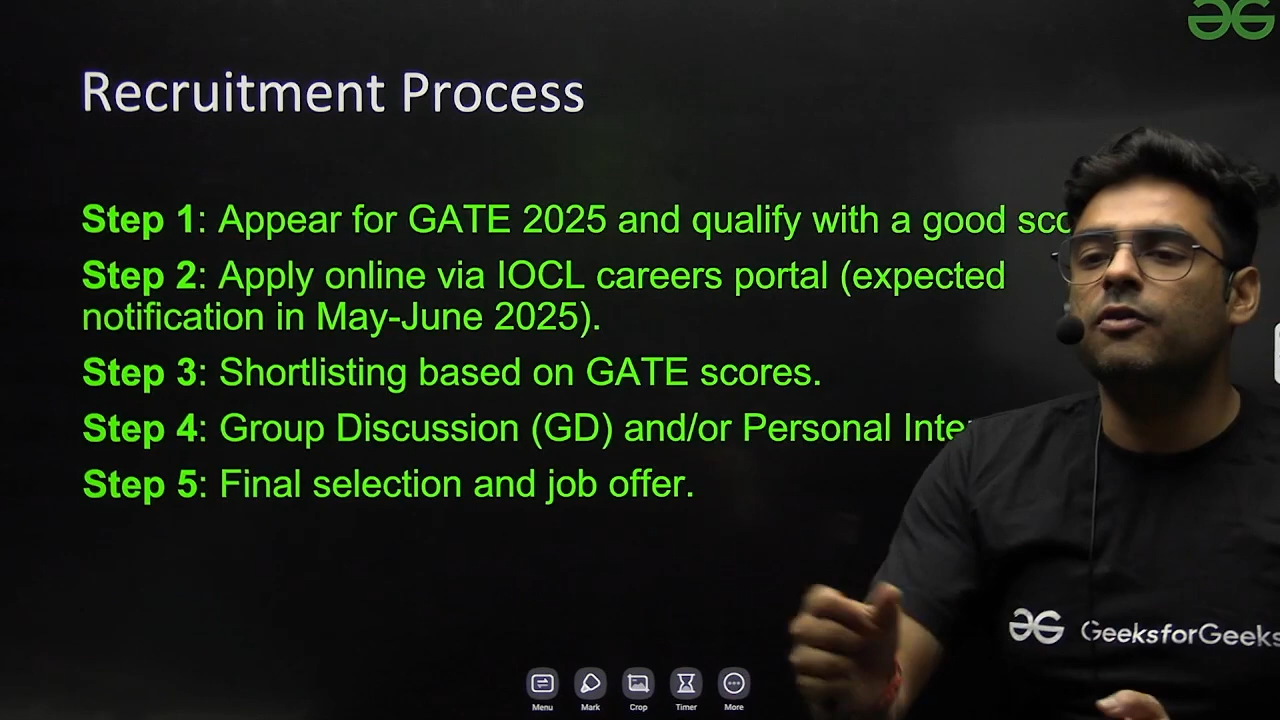 Recruitment Process
Step 1: Appear for GATE 2025 and qualify with a good
Step 2: Apply online via IOCL careers portal (expected
notification in May-June 2025).
Step 3: Shortlisting based on GATE scores.
Step 4: Group Discussion (GD) and/or Personal
Step 5: Final selection and job offer.
GeeksforGeeks
Menu Mark Crop Timer More